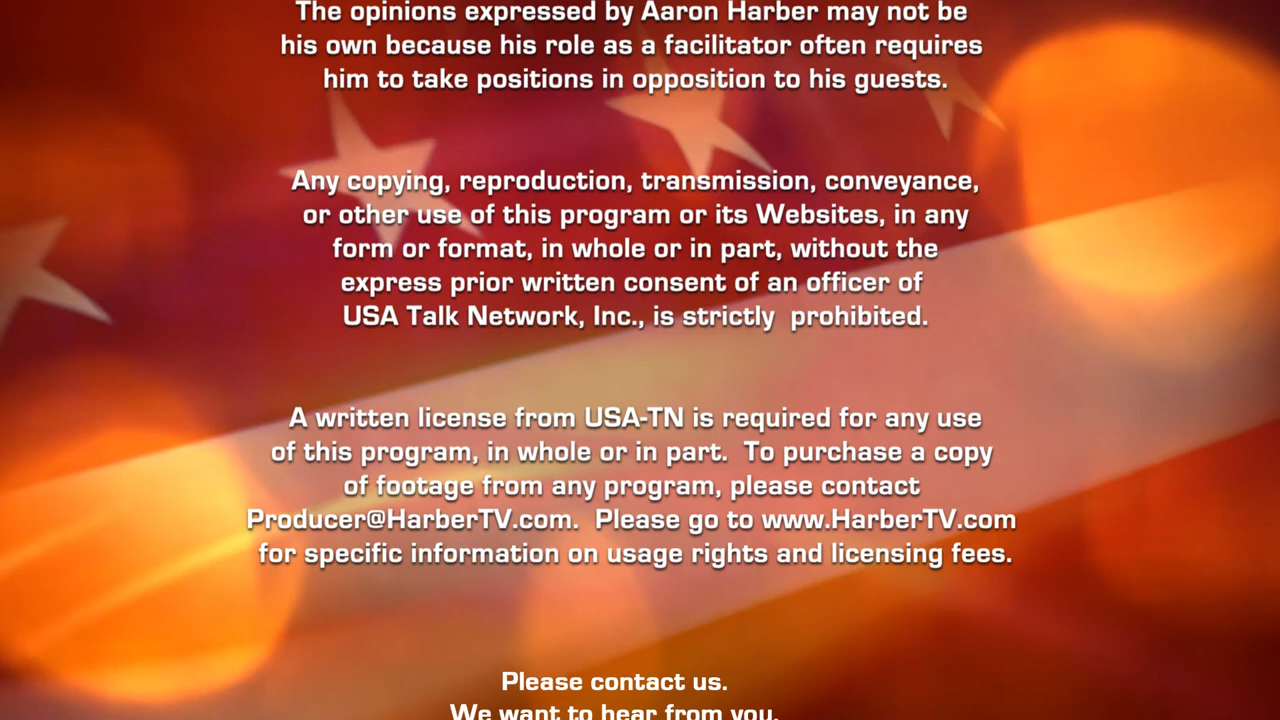 The opinions expressed by Aaron Harber may not be
his own because his role as a facilitator often requires
him to take positions in opposition to his guests.
Any copying, reproduction, transmission, conveyance,
or other use of this program or its Websites, in any
form or format, in whole or in part, without the
express prior written consent of an officer of
USA Talk Network, Inc., is strictly  prohibited.
A written license from USA-TN is required for any use
of this program, in whole or in part.  To purchase a copy
of footage from any program, please contact
Producer@HarberTV.com.  Please go to www.HarberTV.com
for specific information on usage rights and licensing fees.
Please contact us.
We want to hear from you.